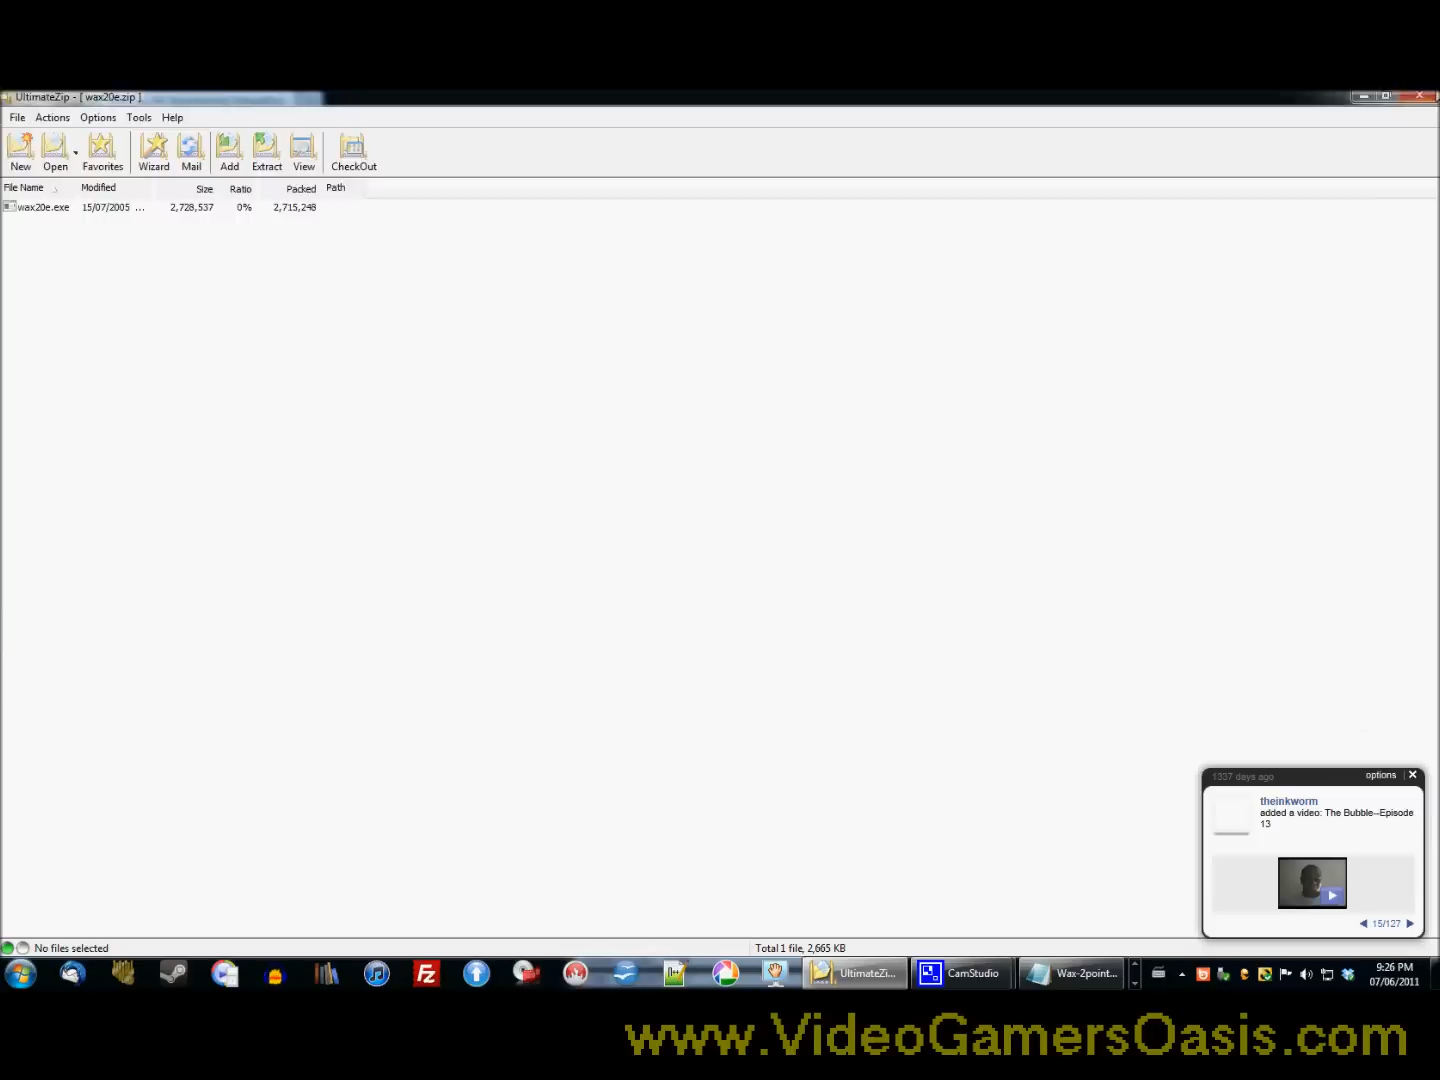 UltimateZip - [ wax20e.zip ]
File Actions Options Tools Help
New Open Favorites Wizard Mail Add Extract View CheckOut
File Name Modified Size Ratio Packed Path
wax20e.exe 15/07/2005 ... 2,728,537 0% 2,715,248
1337 days ago options
theinkworm
added a video: The Bubble--Episode
13
15/127
No files selected Total 1 file, 2,665 KB
UltimateZi... CamStudio Wax-2point... 9:26 PM
07/06/2011
www.VideoGamersOasis.com